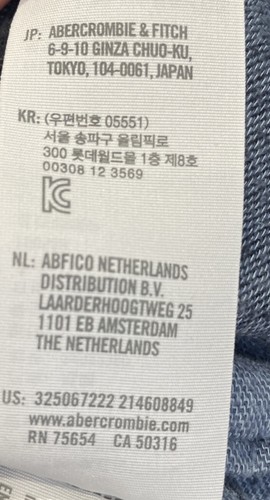 JP: ABERCROMBIE & FITCH
6-9-10 GINZA CHUO-KU,
TOKYO, 104-0061, JAPAN
KR: (우편번호 05551)
서울 송파구 올림픽로
300 롯데월드몰 1층 제8호
00308 12 3569
NL: ABFICO NETHERLANDS
DISTRIBUTION B.V.
LAARDERHOOGTWEG 25
1101 EB AMSTERDAM
THE NETHERLANDS
US: 325067222 214608849
www.abercrombie.com
RN 75654 CA 50316